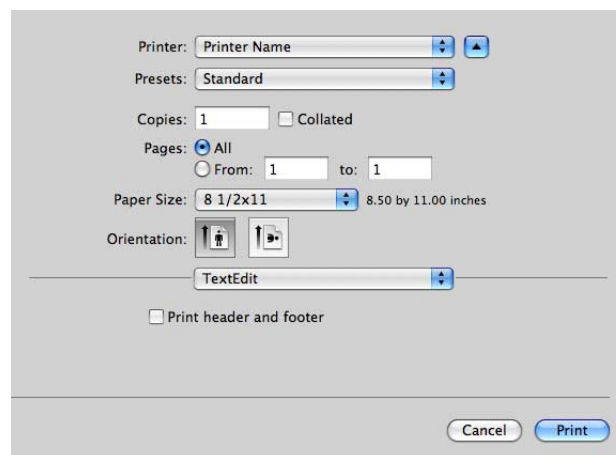 Printer: Printer Name
Presets: Standard
Copies: 1 Collated
Pages: All
From: 1 to: 1
Paper Size: 8 1/2x11 8.50 by 11.00 inches
Orientation:
TextEdit
Print header and footer
Cancel Print